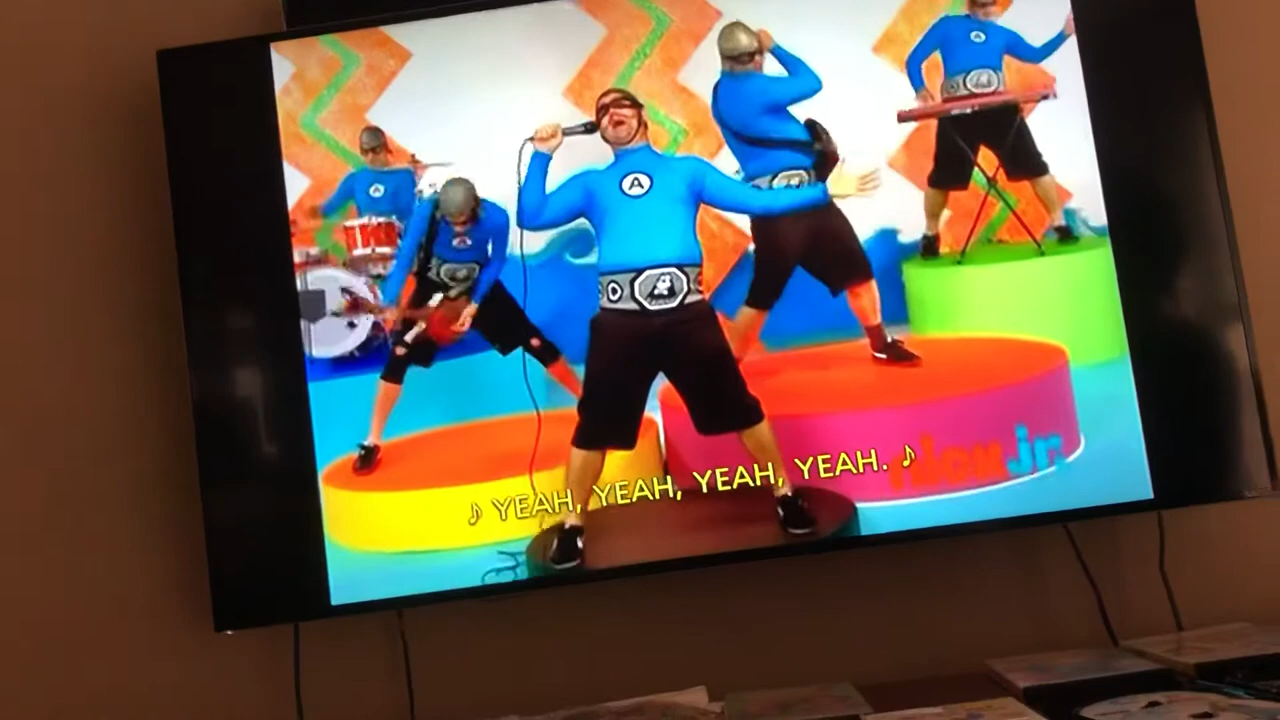 A
A
A
A
♪ YEAH, YEAH, YEAH, YEAH. ♪
nick jr.